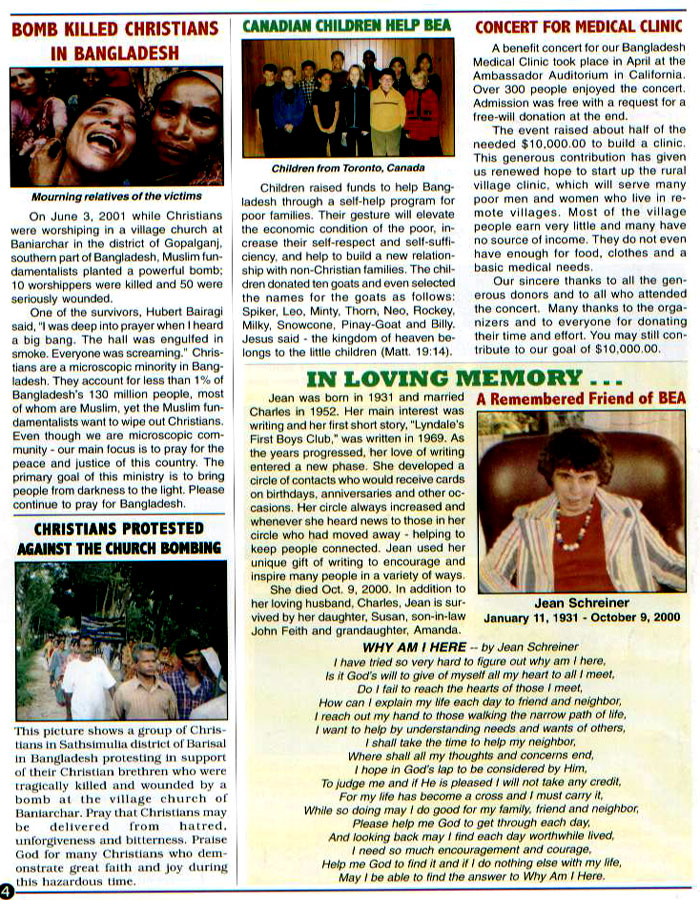 BOMB KILLED CHRISTIANS
IN BANGLADESH
Mourning relatives of the victims
On June 3, 2001 while Christians
were worshiping in a village church at
Baniarchar in the district of Gopalganj,
southern part of Bangladesh, Muslim fun-
damentalists planted a powerful bomb;
10 worshippers were killed and 50 were
seriously wounded.
One of the survivors, Hubert Bairagi
said, "I was deep into prayer when I heard
a big bang. The hall was engulfed in
smoke. Everyone was screaming." Chris-
tians are a microscopic minority in Bang-
ladesh. They account for less than 1% of
Bangladesh's 130 million people, most
of whom are Muslim, yet the Muslim fun-
damentalists want to wipe out Christians.
Even though we are microscopic com-
munity - our main focus is to pray for the
peace and justice of this country. The
primary goal of this ministry is to bring
people from darkness to the light. Please
continue to pray for Bangladesh.
CHRISTIANS PROTESTED
AGAINST THE CHURCH BOMBING
This picture shows a group of Chris-
tians in Sathsimulia district of Barisal
in Bangladesh protesting in support
of their Christian brethren who were
tragically killed and wounded by a
bomb at the village church of
Baniarchar. Pray that Christians may
be delivered from hatred,
unforgiveness and bitterness. Praise
God for many Christians who dem-
onstrate great faith and joy during
this hazardous time.
4
CANADIAN CHILDREN HELP BEA
Children from Toronto, Canada
Children raised funds to help Bang-
ladesh through a self-help program for
poor families. Their gesture will elevate
the economic condition of the poor, in-
crease their self-respect and self-suffi-
ciency, and help to build a new relation-
ship with non-Christian families. The chil-
dren donated ten goats and even selected
the names for the goats as follows:
Spiker, Leo, Minty, Thorn, Neo, Rockey,
Milky, Snowcone, Pinay-Goat and Billy.
Jesus said - the kingdom of heaven be-
longs to the little children (Matt. 19:14).
CONCERT FOR MEDICAL CLINIC
A benefit concert for our Bangladesh
Medical Clinic took place in April at the
Ambassador Auditorium in California.
Over 300 people enjoyed the concert.
Admission was free with a request for a
free-will donation at the end.
The event raised about half of the
needed $10,000.00 to build a clinic.
This generous contribution has given
us renewed hope to start up the rural
village clinic, which will serve many
poor men and women who live in re-
mote villages. Most of the village
people earn very little and many have
no source of income. They do not even
have enough for food, clothes and a
basic medical needs.
Our sincere thanks to all the gen-
erous donors and to all who attended
the concert. Many thanks to the orga-
nizers and to everyone for donating
their time and effort. You may still con-
tribute to our goal of $10,000.00.
IN LOVING MEMORY ...
Jean was born in 1931 and married
Charles in 1952. Her main interest was
writing and her first short story, "Lyndale's
First Boys Club," was written in 1969. As
the years progressed, her love of writing
entered a new phase. She developed a
circle of contacts who would receive cards
on birthdays, anniversaries and other oc-
casions. Her circle always increased and
whenever she heard news to those in her
circle who had moved away - helping to
keep people connected. Jean used her
unique gift of writing to encourage and
inspire many people in a variety of ways.
She died Oct. 9, 2000. In addition to
her loving husband, Charles, Jean is sur-
vived by her daughter, Susan, son-in-law
John Feith and grandaughter, Amanda.
A Remembered Friend of BEA
Jean Schreiner
January 11, 1931 - October 9, 2000
WHY AM I HERE -- by Jean Schreiner
I have tried so very hard to figure out why am I here,
Is it God's will to give of myself all my heart to all I meet,
Do I fail to reach the hearts of those I meet,
How can I explain my life each day to friend and neighbor,
I reach out my hand to those walking the narrow path of life,
I want to help by understanding needs and wants of others,
I shall take the time to help my neighbor,
Where shall all my thoughts and concerns end,
I hope in God's lap to be considered by Him,
To judge me and if He is pleased I will not take any credit,
For my life has become a cross and I must carry it,
While so doing may I do good for my family, friend and neighbor,
Please help me God to get through each day,
And looking back may I find each day worthwhile lived,
I need so much encouragement and courage,
Help me God to find it and if I do nothing else with my life,
May I be able to find the answer to Why Am I Here.